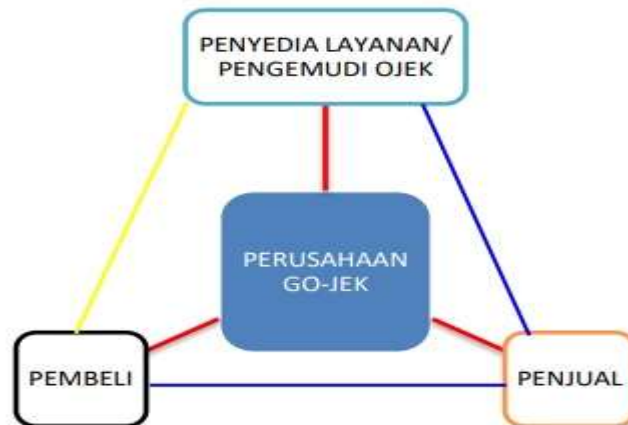 PENYEDIA LAYANAN/
PENGEMUDI OJEK
PERUSAHAAN
GO-JEK
PEMBELI
PENJUAL